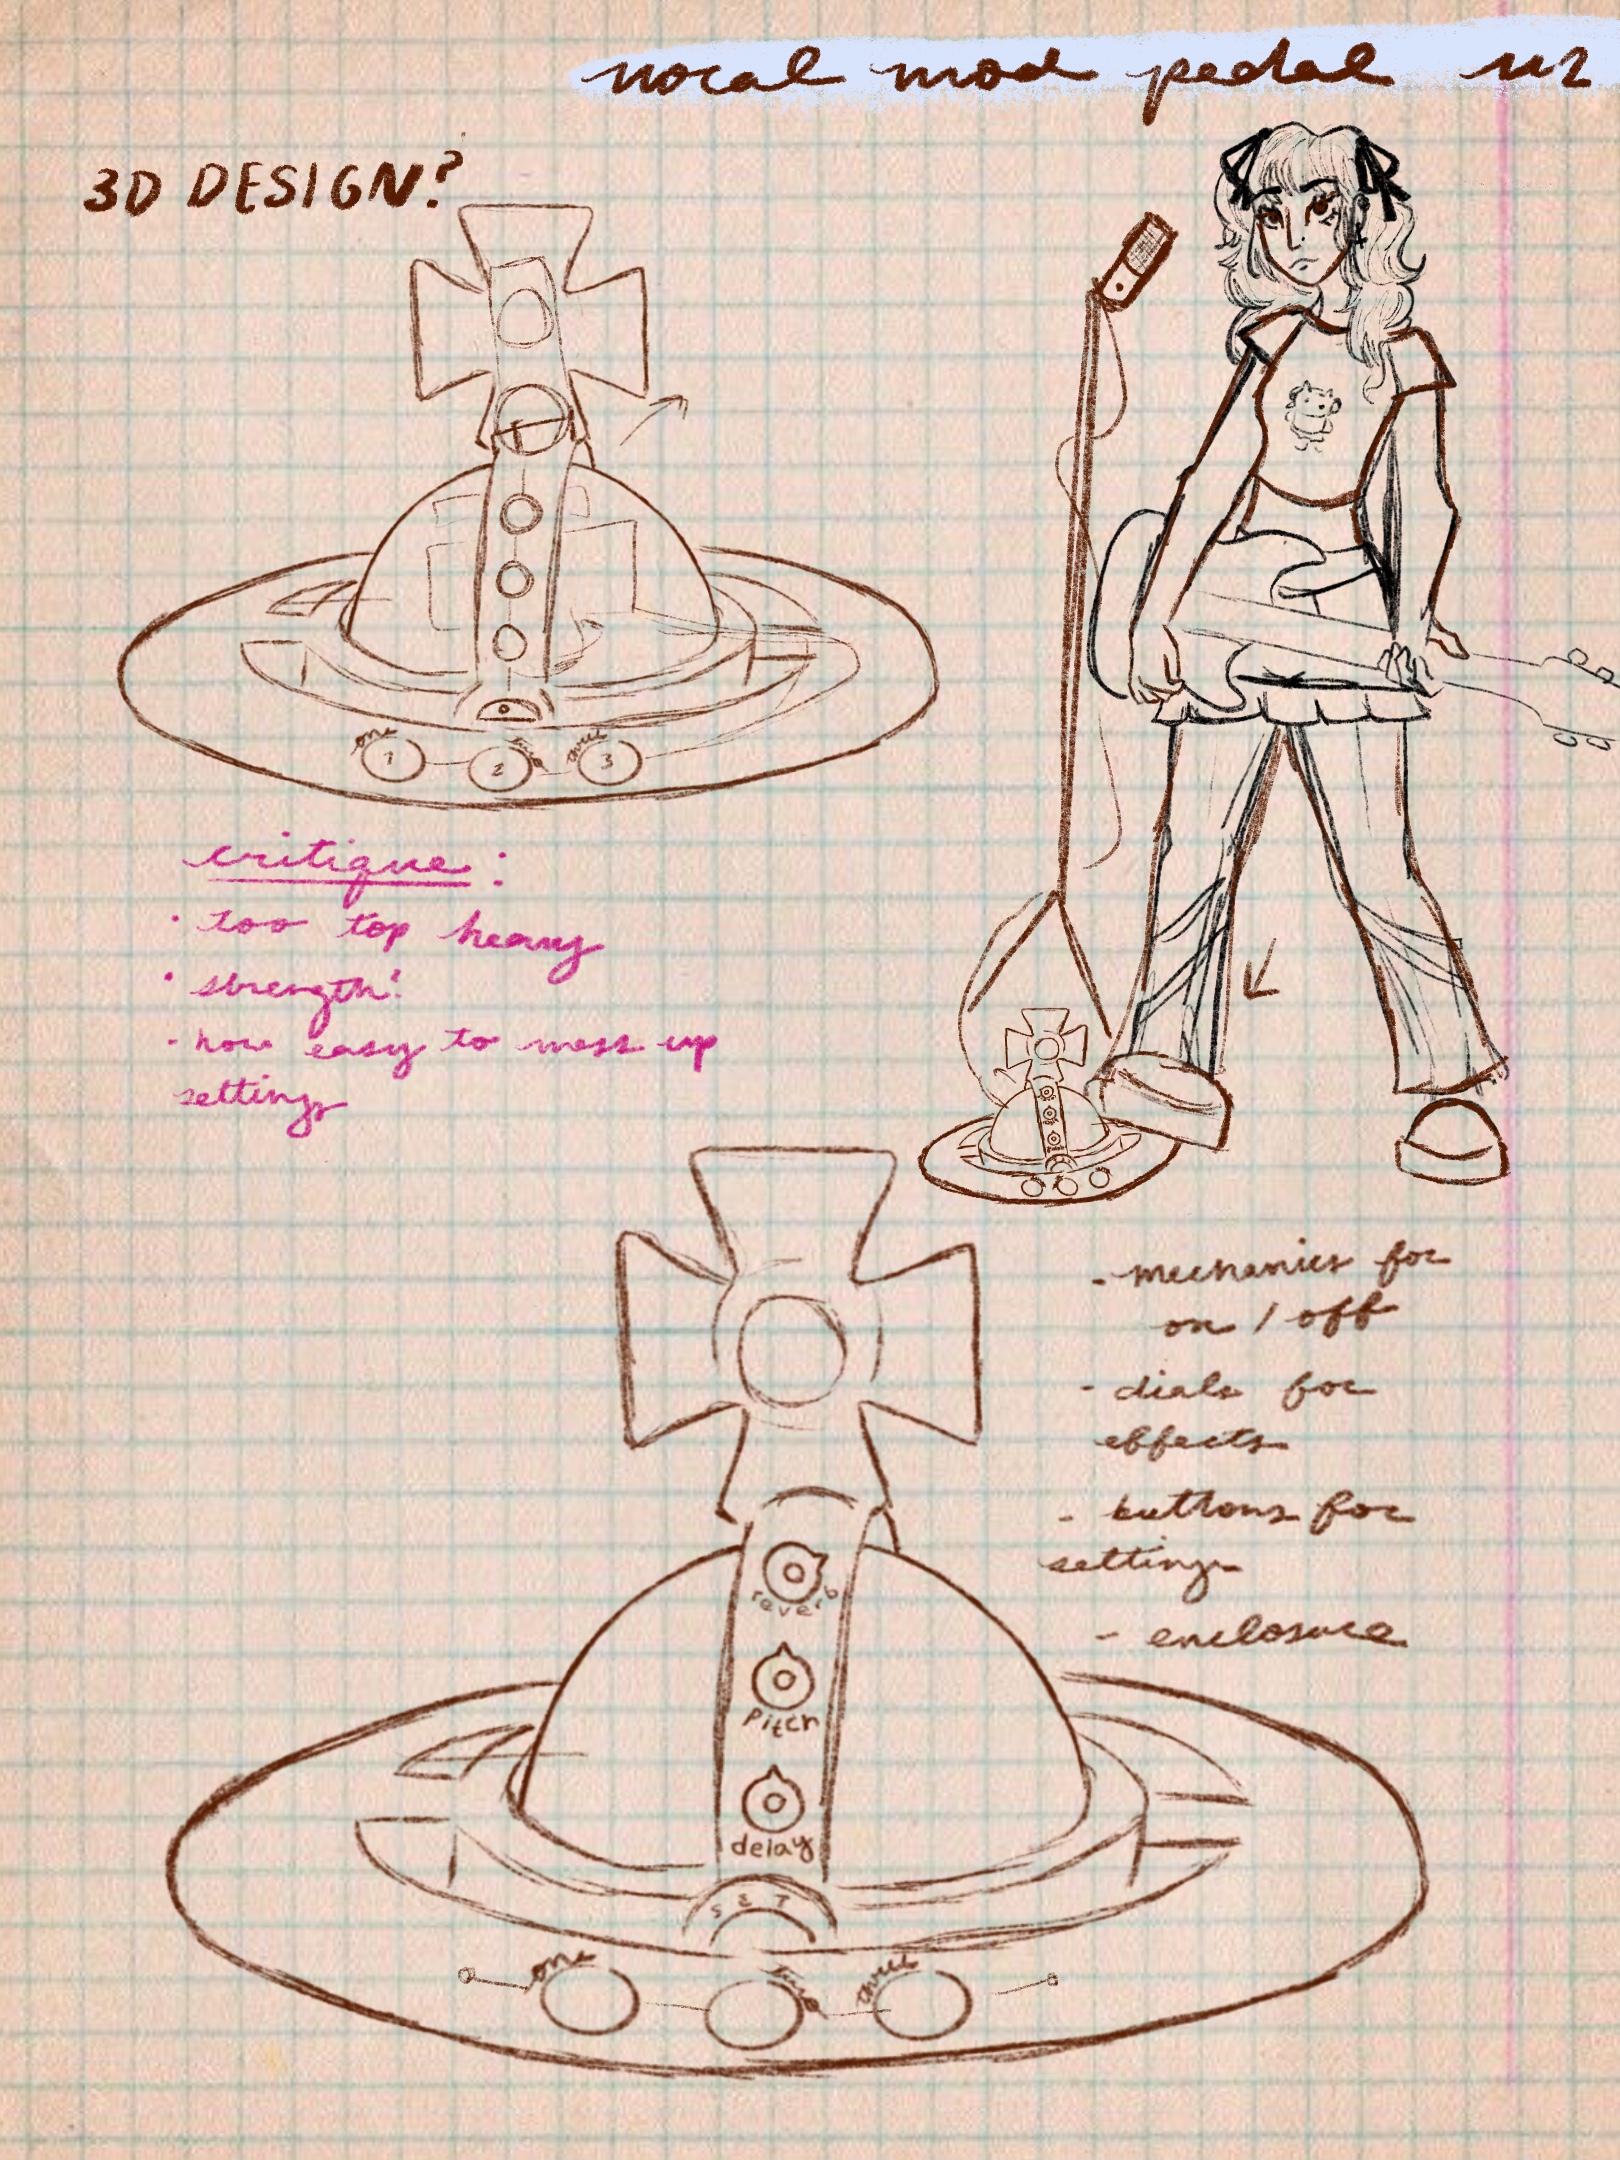 vocal mod pedal v2
3D DESIGN?
one
two
three
1
2
3
critique:
• too top heavy
• strength?
- how easy to mess up
settings
- mechanics for
on / off
- dials for
effects
- buttons for
settings
- enclosure
reverb
pitch
delay
SET
one
two
three